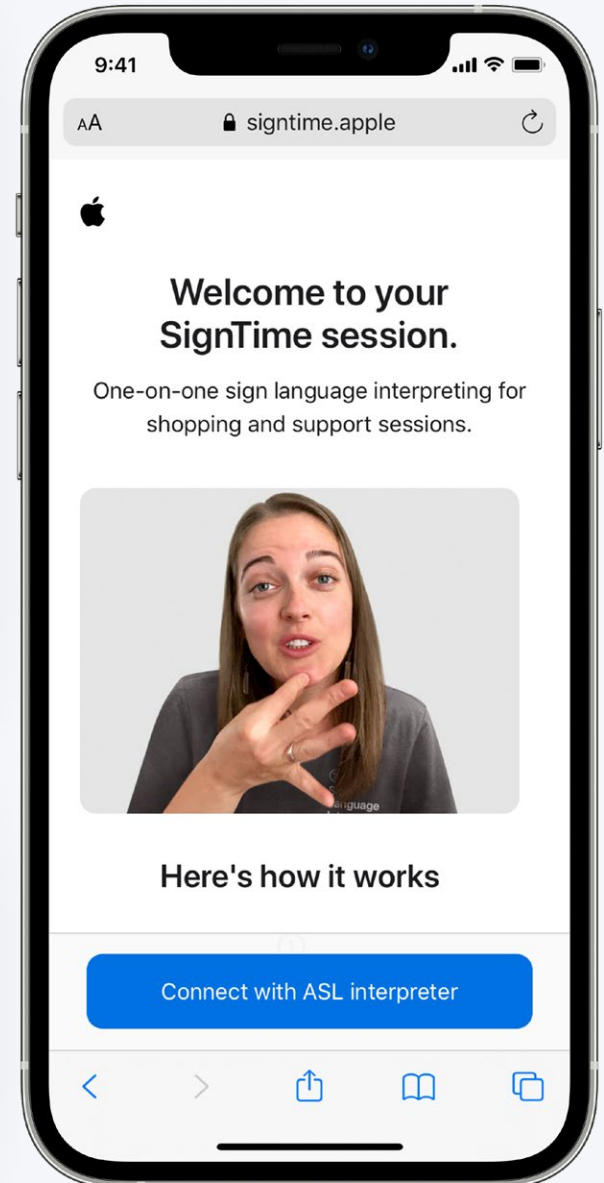 9:41
AA signtime.apple
Welcome to your
SignTime session.
One-on-one sign language interpreting for
shopping and support sessions.
language
Here's how it works
Connect with ASL interpreter